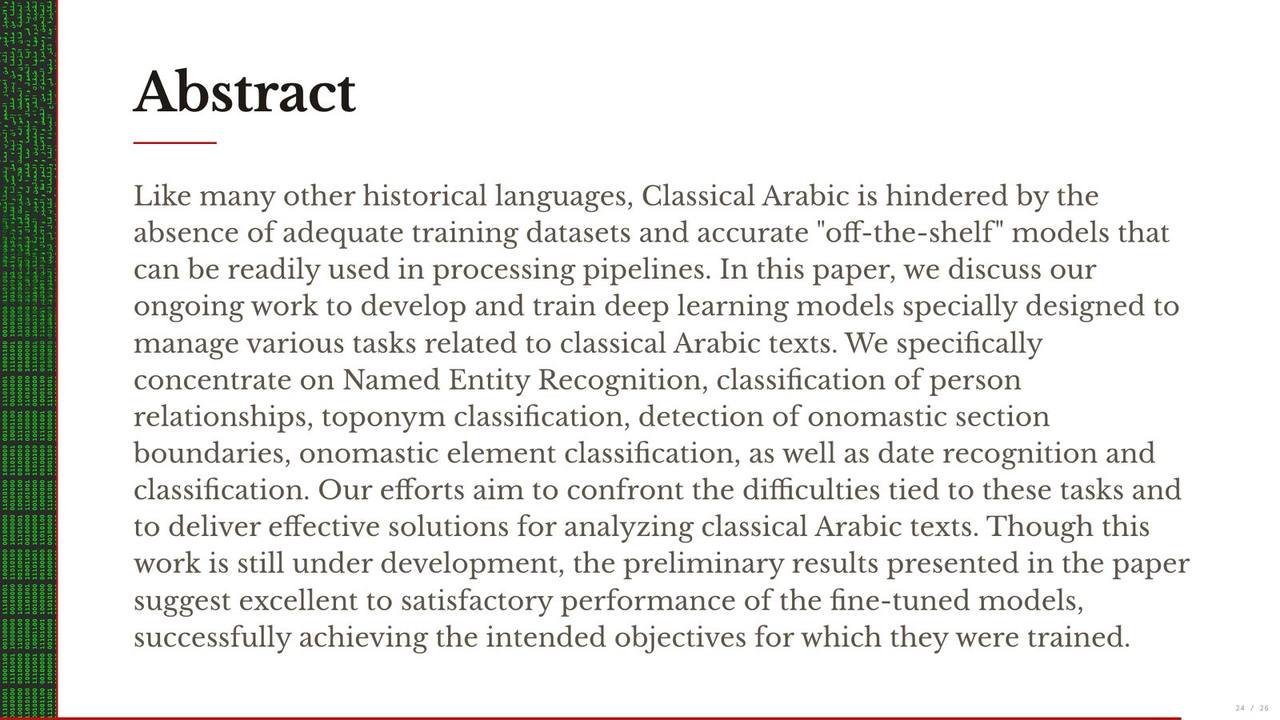 Abstract
Like many other historical languages, Classical Arabic is hindered by the
absence of adequate training datasets and accurate "off-the-shelf" models that
can be readily used in processing pipelines. In this paper, we discuss our
ongoing work to develop and train deep learning models specially designed to
manage various tasks related to classical Arabic texts. We specifically
concentrate on Named Entity Recognition, classification of person
relationships, toponym classification, detection of onomastic section
boundaries, onomastic element classification, as well as date recognition and
classification. Our efforts aim to confront the difficulties tied to these tasks and
to deliver effective solutions for analyzing classical Arabic texts. Though this
work is still under development, the preliminary results presented in the paper
suggest excellent to satisfactory performance of the fine-tuned models,
successfully achieving the intended objectives for which they were trained.
24 / 26